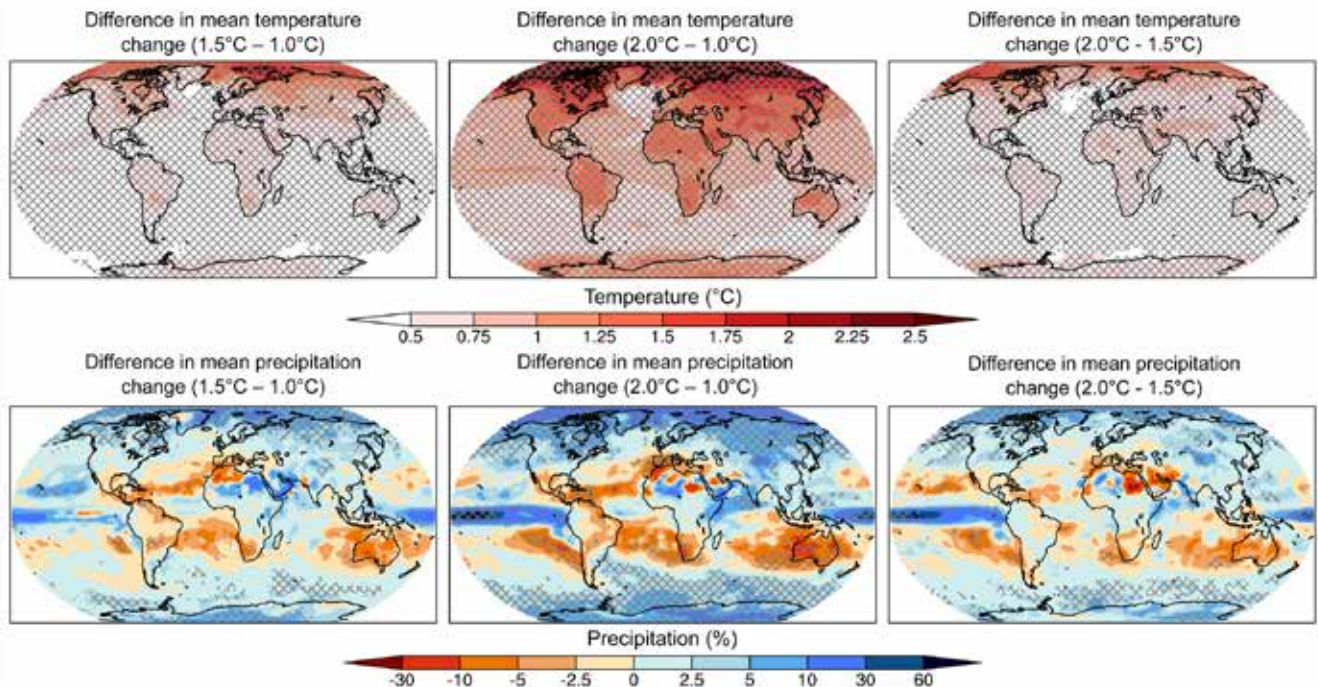 Difference in mean temperature
change (1.5°C – 1.0°C)
Difference in mean temperature
change (2.0°C – 1.0°C)
Difference in mean temperature
change (2.0°C - 1.5°C)
Temperature (°C)
0.5 0.75 1 1.25 1.5 1.75 2 2.25 2.5
Difference in mean precipitation
change (1.5°C – 1.0°C)
Difference in mean precipitation
change (2.0°C – 1.0°C)
Difference in mean precipitation
change (2.0°C - 1.5°C)
Precipitation (%)
-30 -10 -5 -2.5 0 2.5 5 10 30 60